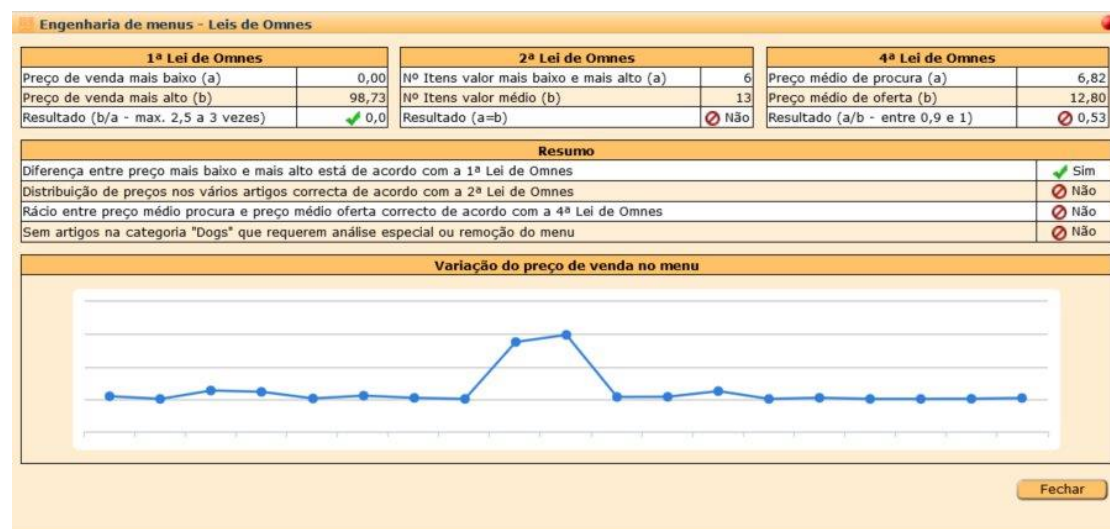 Engenharia de menus - Leis de Omnes
1ª Lei de Omnes
Preço de venda mais baixo (a) 0,00
Preço de venda mais alto (b) 98,73
Resultado (b/a - max. 2,5 a 3 vezes) 0,0
2ª Lei de Omnes
Nº Itens valor mais baixo e mais alto (a) 6
Nº Itens valor médio (b) 13
Resultado (a=b) Não
4ª Lei de Omnes
Preço médio de procura (a) 6,82
Preço médio de oferta (b) 12,80
Resultado (a/b - entre 0,9 e 1) 0,53
Resumo
Diferença entre preço mais baixo e mais alto está de acordo com a 1ª Lei de Omnes Sim
Distribuição de preços nos vários artigos correcta de acordo com a 2ª Lei de Omnes Não
Rácio entre preço médio procura e preço médio oferta correcto de acordo com a 4ª Lei de Omnes Não
Sem artigos na categoria "Dogs" que requerem análise especial ou remoção do menu Não
Variação do preço de venda no menu
Fechar